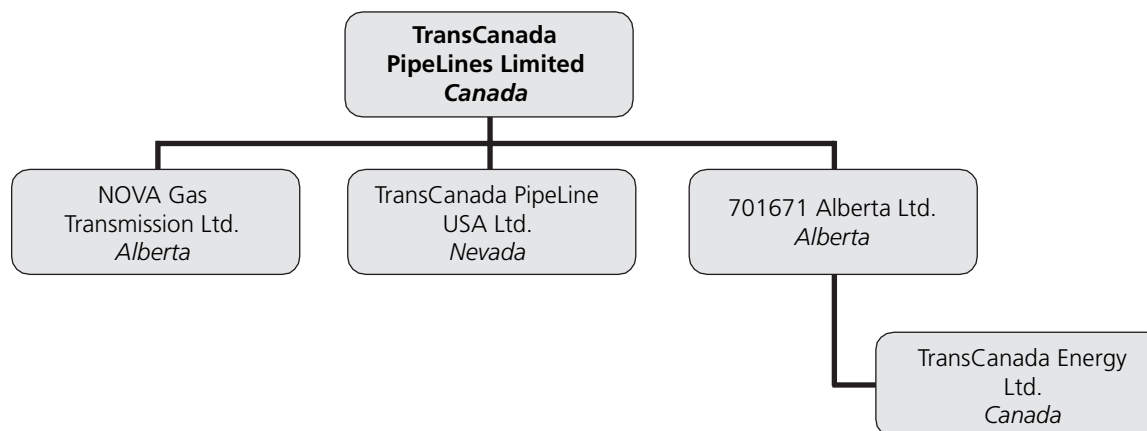 TransCanada
PipeLines Limited
Canada
NOVA Gas
Transmission Ltd.
Alberta
TransCanada PipeLine
USA Ltd.
Nevada
701671 Alberta Ltd.
Alberta
TransCanada Energy
Ltd.
Canada